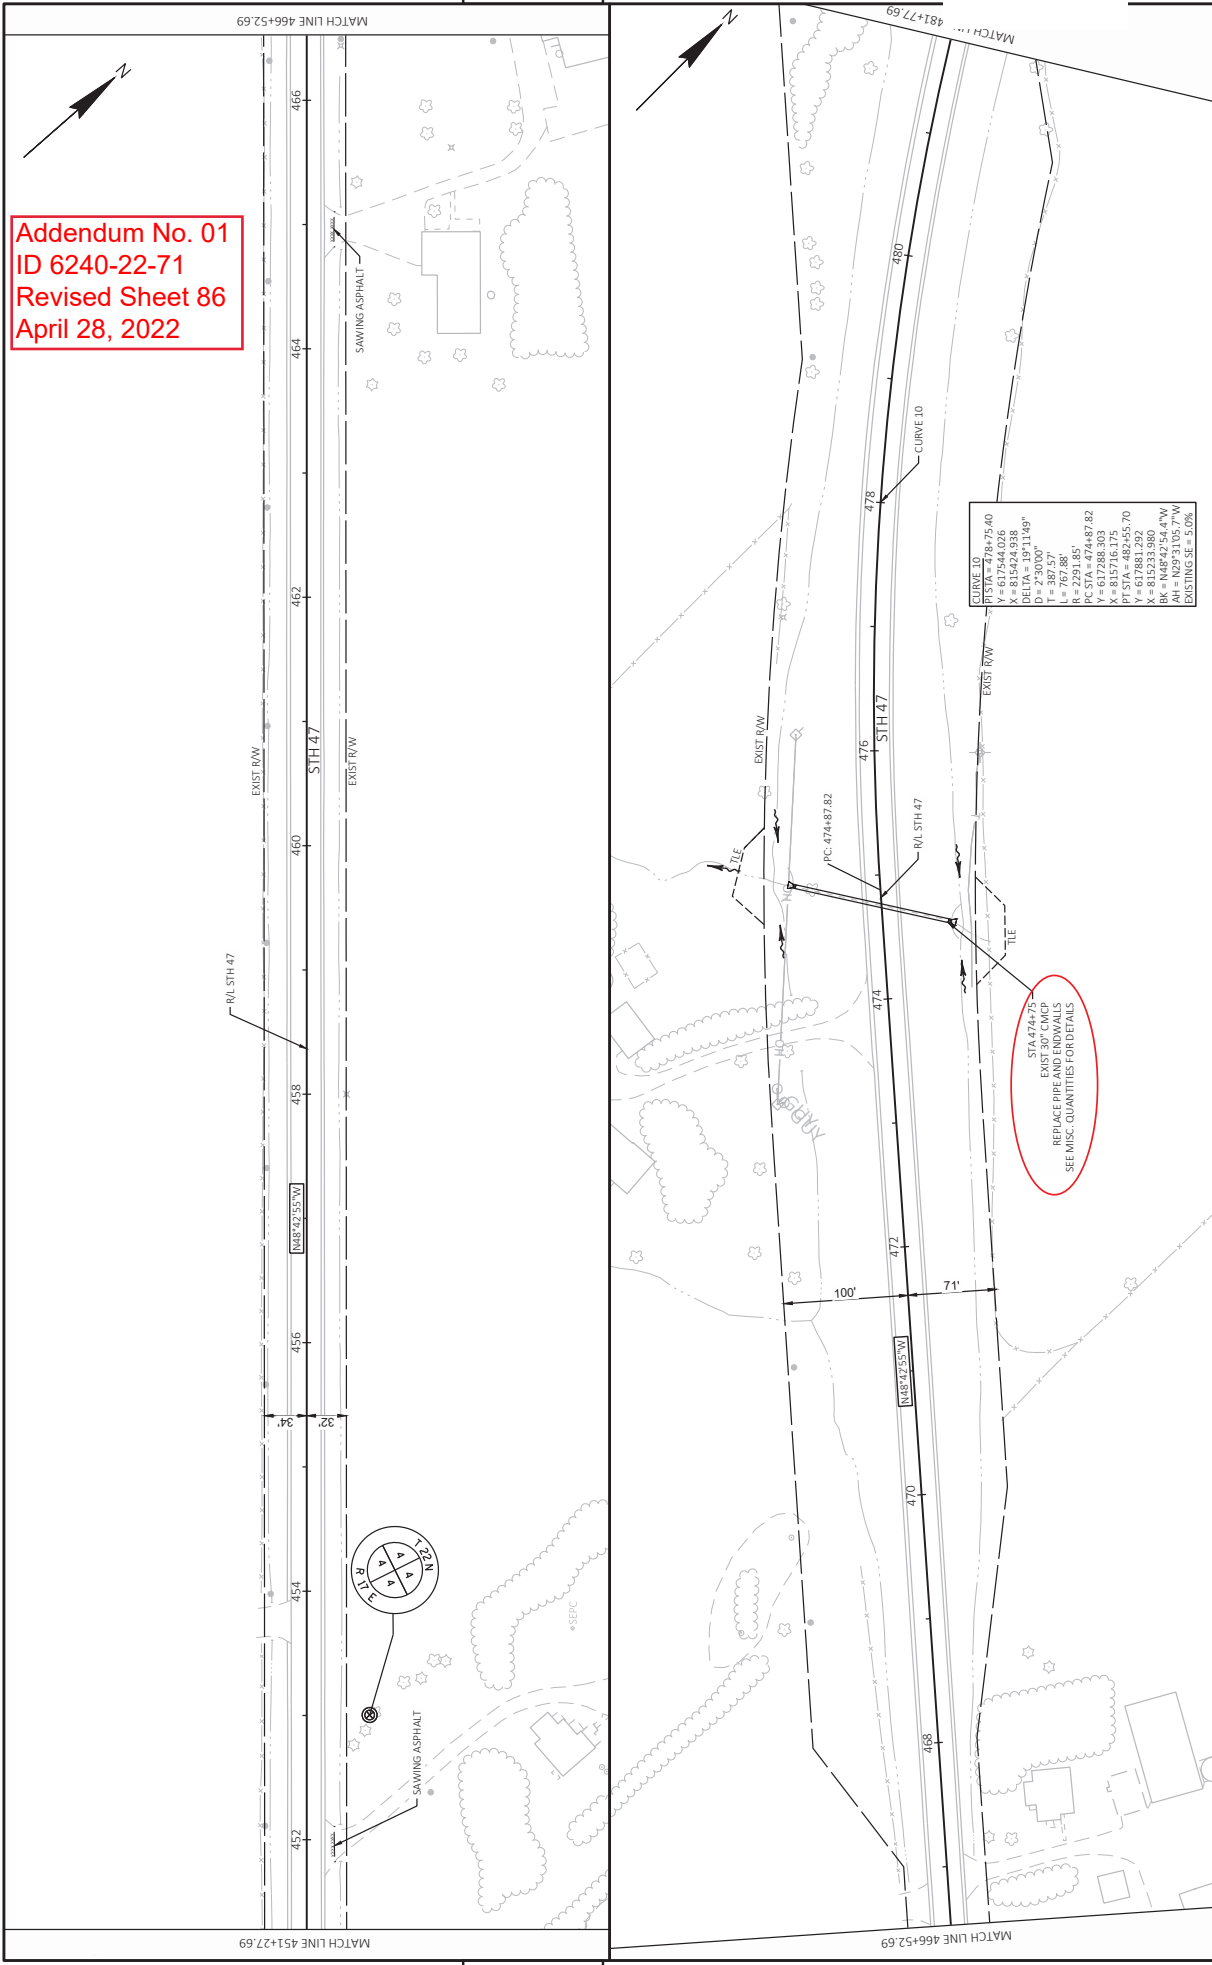 MATCH LINE 466+52.69
N
Addendum No. 01
ID 6240-22-71
Revised Sheet 86
April 28, 2022
466
SAWING ASPHALT
464
462
EXIST R/W
STH 47
EXIST R/W
460
R/L STH 47
458
N48°42'55"W
456
34'
32'
T 22 N
R 17 E
4
4
4
4
454
SEPC
SAWING ASPHALT
452
MATCH LINE 451+27.69
481+77.69
N
480
CURVE 10
478
CURVE 10
PI STA = 478+75.40
Y = 617544.026
X = 815424.938
DELTA = 19°11'49"
D = 2°30'00"
T = 387.57'
L = 767.88'
R = 2291.85'
PC STA = 474+87.82
Y = 617288.303
X = 815716.175
PT STA = 482+55.70
Y = 617881.292
X = 815233.980
BK = N48°42'54.4"W
AH = N29°31'05.7"W
EXISTING SE = 5.0%
EXIST R/W
EXIST R/W
STH 47
476
PC: 474+87.82
R/L STH 47
TLE
TLE
474
STA 474+75
EXIST 30" CMCP
REPLACE PIPE AND ENDWALLS
SEE MISC. QUANTITIES FOR DETAILS
GUY
472
100'
71'
N48°42'55"W
470
468
MATCH LINE 466+52.69